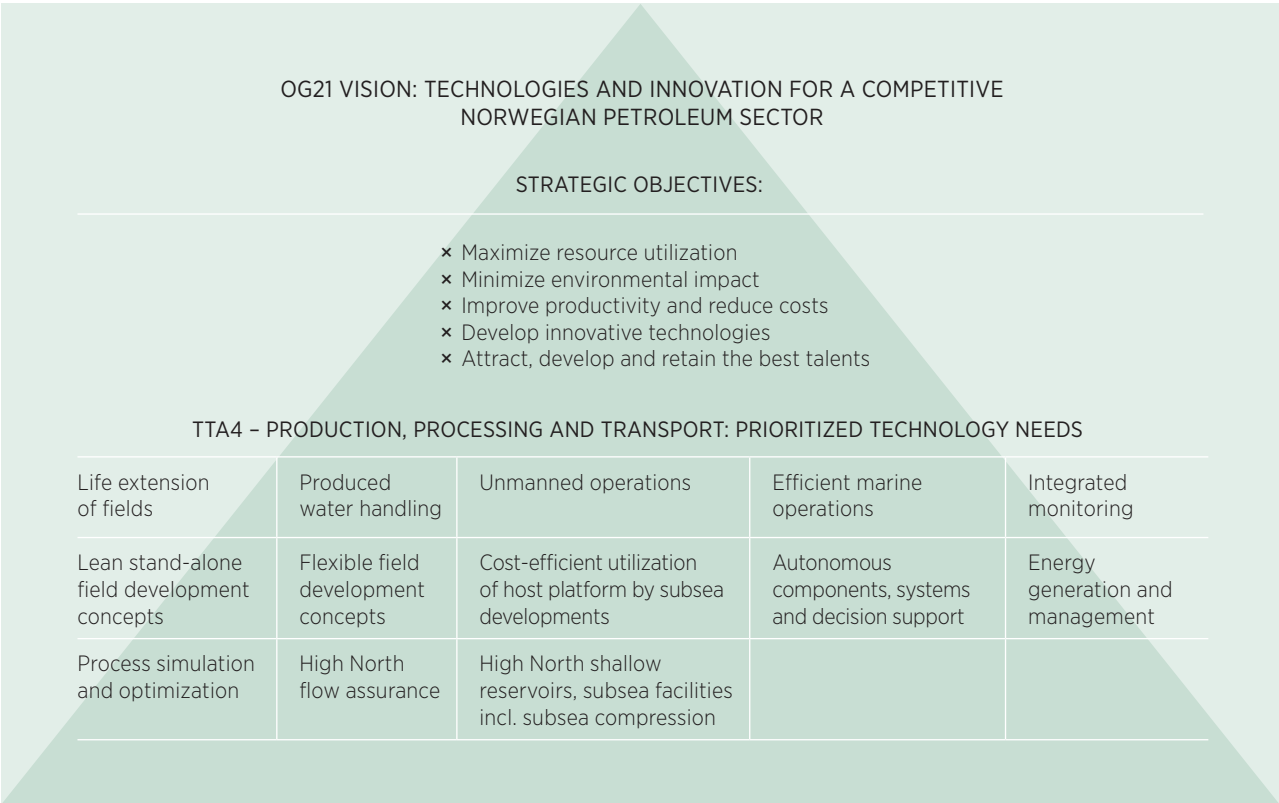 OG21 VISION: TECHNOLOGIES AND INNOVATION FOR A COMPETITIVE
NORWEGIAN PETROLEUM SECTOR
STRATEGIC OBJECTIVES:
× Maximize resource utilization
× Minimize environmental impact
× Improve productivity and reduce costs
× Develop innovative technologies
× Attract, develop and retain the best talents
TTA4 – PRODUCTION, PROCESSING AND TRANSPORT: PRIORITIZED TECHNOLOGY NEEDS
Life extension
of fields
Produced
water handling
Unmanned operations
Efficient marine
operations
Integrated
monitoring
Lean stand-alone
field development
concepts
Flexible field
development
concepts
Cost-efficient utilization
of host platform by subsea
developments
Autonomous
components, systems
and decision support
Energy
generation and
management
Process simulation
and optimization
High North
flow assurance
High North shallow
reservoirs, subsea facilities
incl. subsea compression